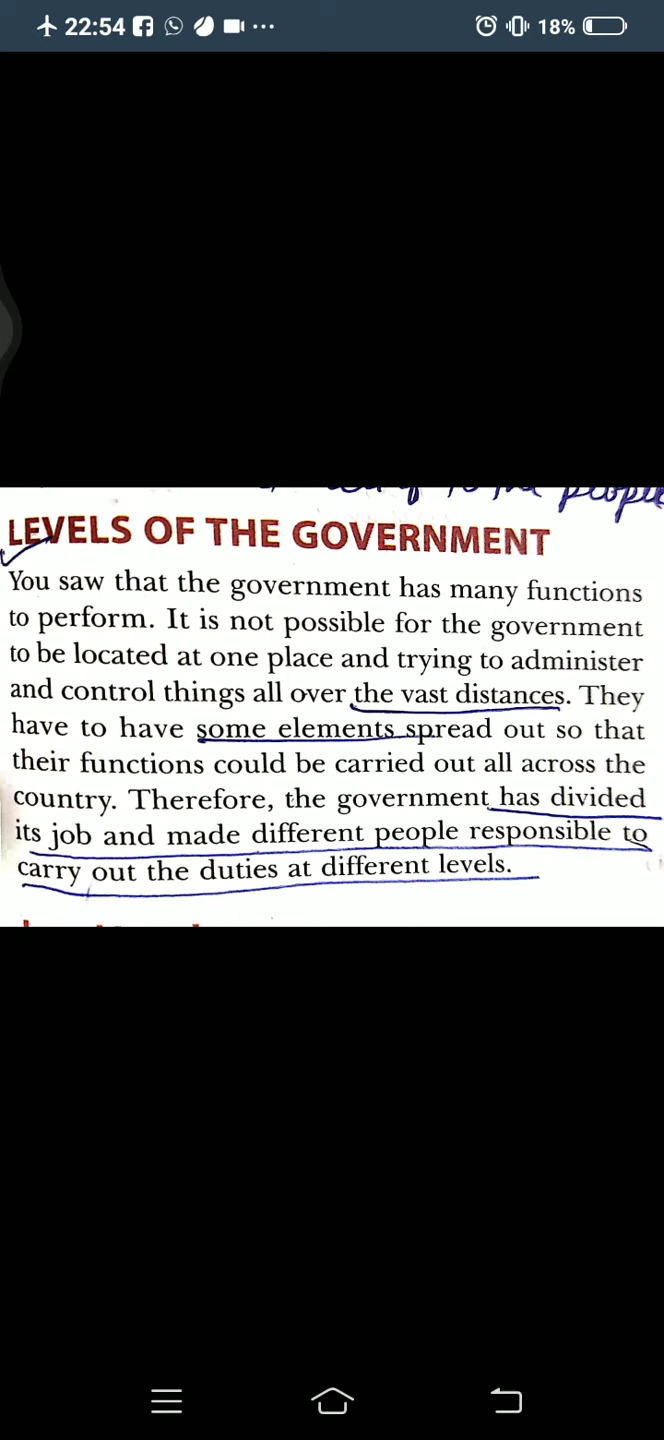 22:54
18%
to the people
LEVELS OF THE GOVERNMENT
You saw that the government has many functions
to perform. It is not possible for the government
to be located at one place and trying to administer
and control things all over the vast distances. They
have to have some elements spread out so that
their functions could be carried out all across the
country. Therefore, the government has divided
its job and made different people responsible to
carry out the duties at different levels.